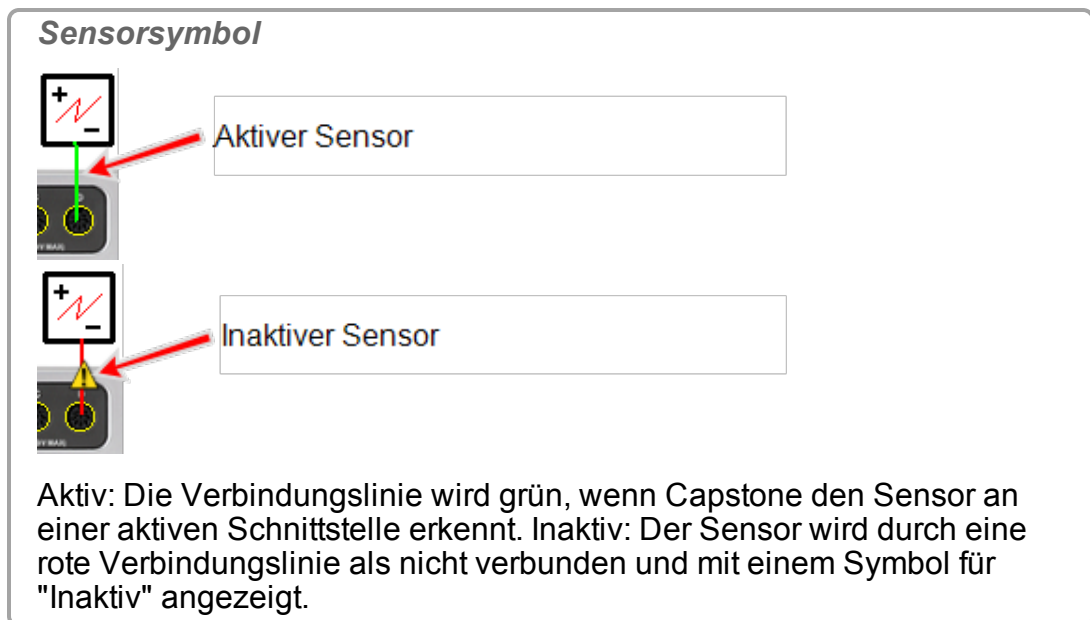 Sensorsymbol
Aktiver Sensor
Inaktiver Sensor
Aktiv: Die Verbindungslinie wird grün, wenn Capstone den Sensor an
einer aktiven Schnittstelle erkennt. Inaktiv: Der Sensor wird durch eine
rote Verbindungslinie als nicht verbunden und mit einem Symbol für
"Inaktiv" angezeigt.